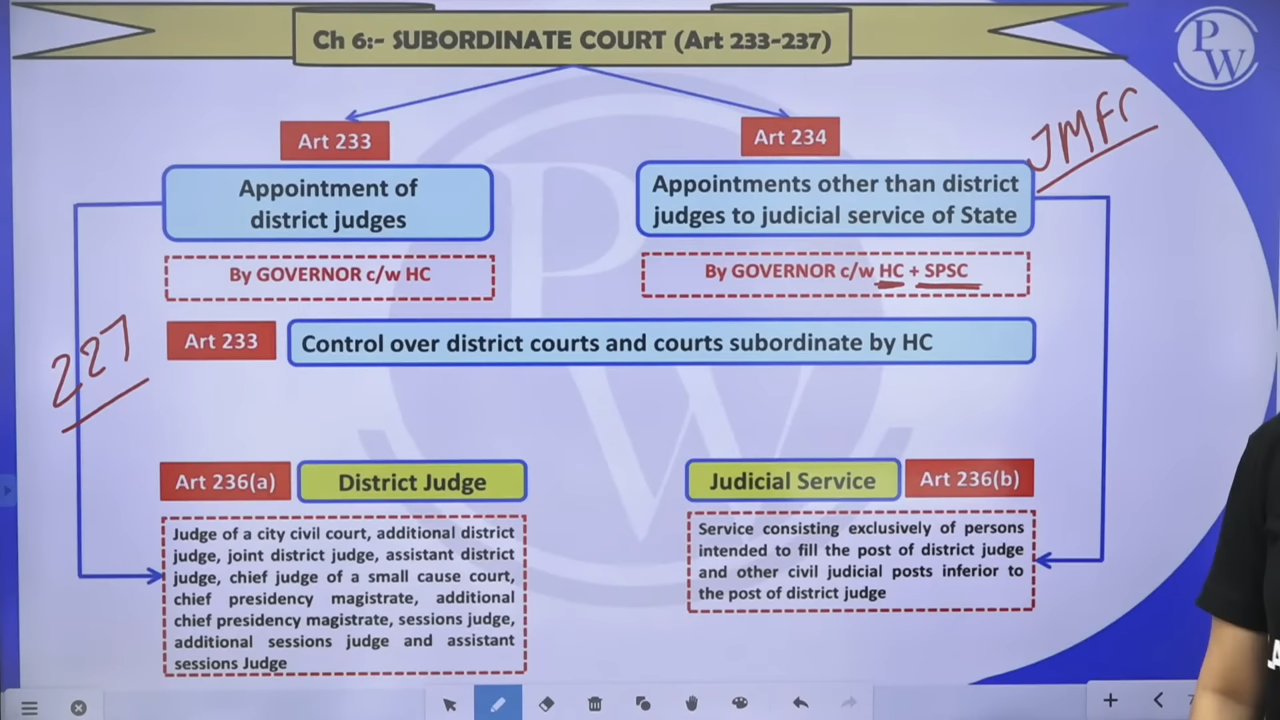 Ch 6:- SUBORDINATE COURT (Art 233-237)
PW
Art 233
Art 234
JMFC
Appointment of
district judges
Appointments other than district
judges to judicial service of State
By GOVERNOR c/w HC
By GOVERNOR c/w HC + SPSC
227
Art 233
Control over district courts and courts subordinate by HC
Art 236(a)
District Judge
Judicial Service
Art 236(b)
Judge of a city civil court, additional district
judge, joint district judge, assistant district
judge, chief judge of a small cause court,
chief presidency magistrate, additional
chief presidency magistrate, sessions judge,
additional sessions judge and assistant
sessions Judge
Service consisting exclusively of persons
intended to fill the post of district judge
and other civil judicial posts inferior to
the post of district judge